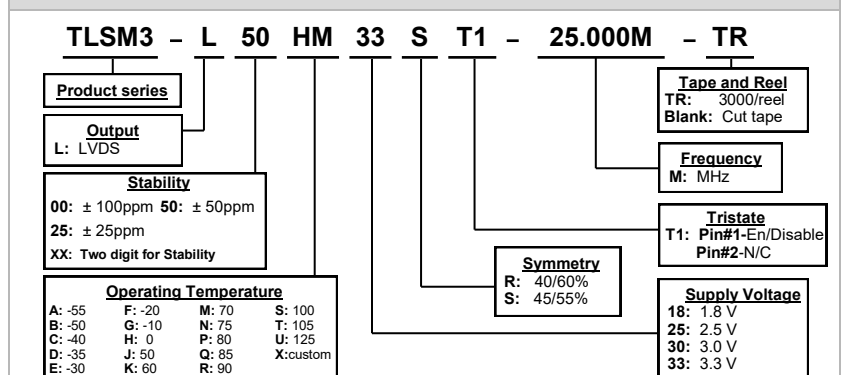 TLSM3 – L 50 HM 33 S T1 – 25.000M – TR
Product series
Output
L: LVDS
Stability
00: ± 100ppm 50: ± 50ppm
25: ± 25ppm
XX: Two digit for Stability
Operating Temperature
A: -55 F: -20 M: 70 S: 100
B: -50 G: -10 N: 75 T: 105
C: -40 H: 0 P: 80 U: 125
D: -35 J: 50 Q: 85 X:custom
E: -30 K: 60 R: 90
Symmetry
R: 40/60%
S: 45/55%
Tape and Reel
TR: 3000/reel
Blank: Cut tape
Frequency
M: MHz
Tristate
T1: Pin#1-En/Disable
Pin#2-N/C
Supply Voltage
18: 1.8 V
25: 2.5 V
30: 3.0 V
33: 3.3 V